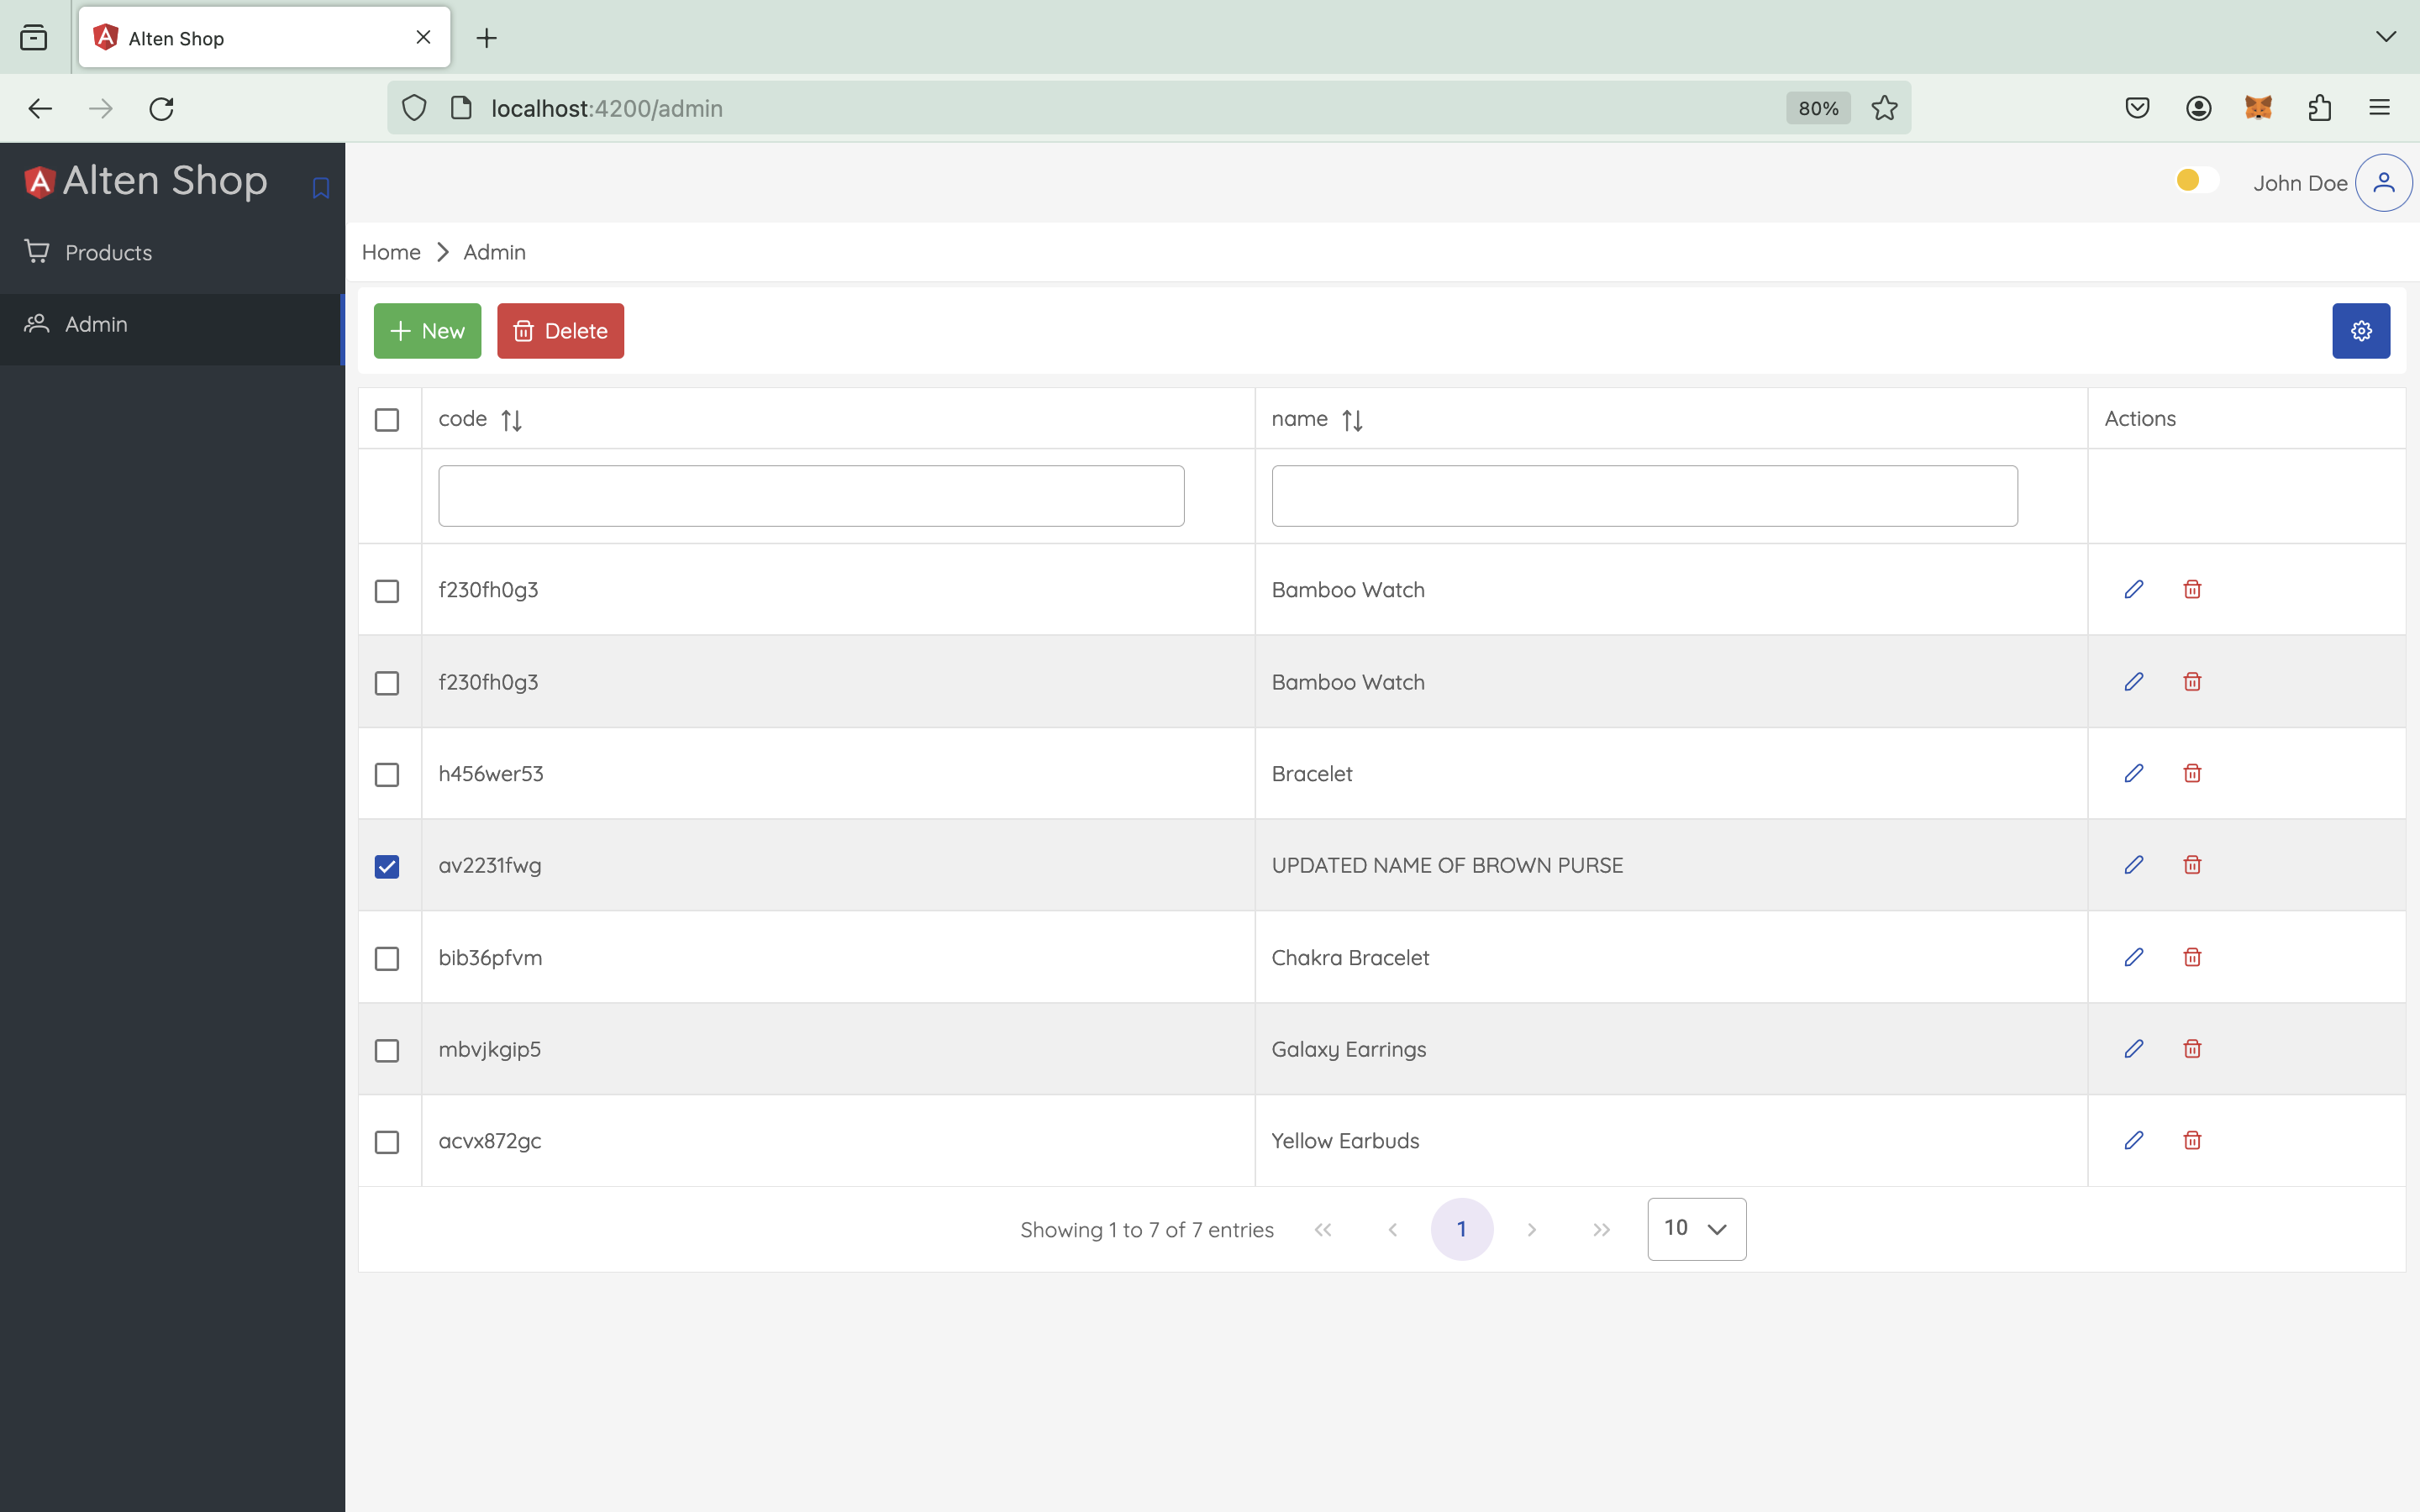 Alten Shop
localhost:4200/admin
80%
Alten Shop
John Doe
Products
Home Admin
Admin
New Delete
code name Actions
f230fh0g3 Bamboo Watch
f230fh0g3 Bamboo Watch
h456wer53 Bracelet
av2231fwg UPDATED NAME OF BROWN PURSE
bib36pfvm Chakra Bracelet
mbvjkgip5 Galaxy Earrings
acvx872gc Yellow Earbuds
Showing 1 to 7 of 7 entries 1 10